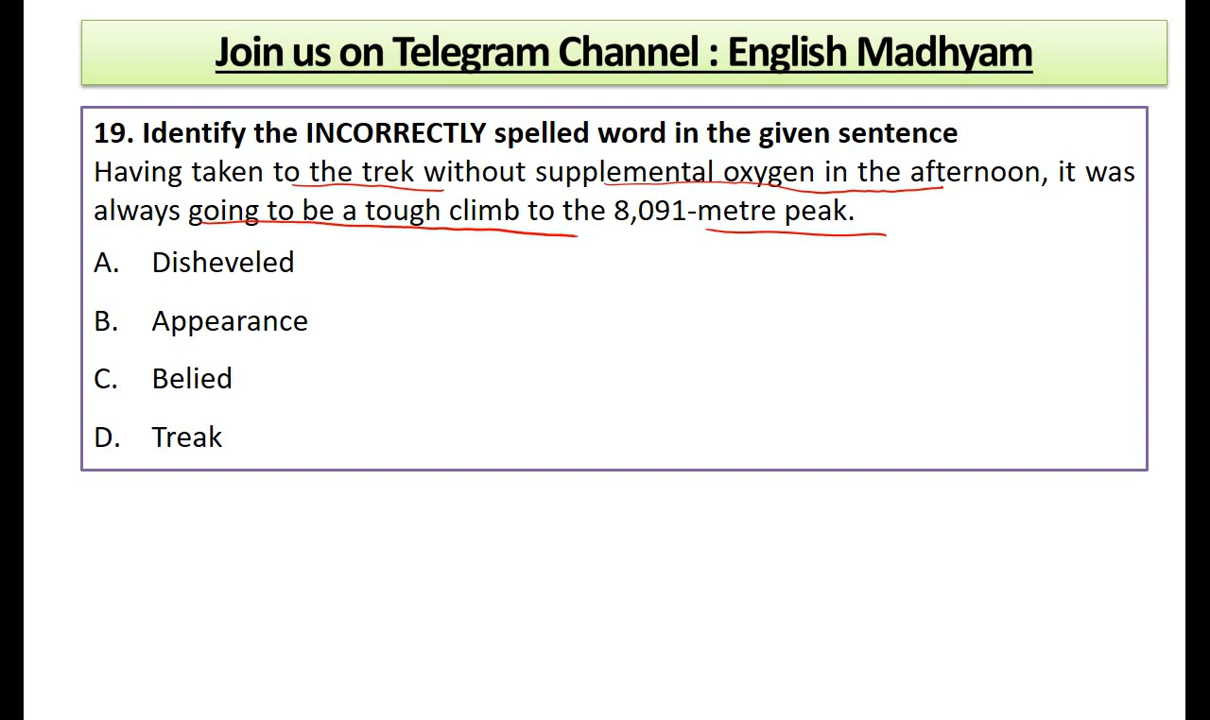 Join us on Telegram Channel : English Madhyam
19. Identify the INCORRECTLY spelled word in the given sentence
Having taken to the trek without supplemental oxygen in the afternoon, it was
always going to be a tough climb to the 8,091-metre peak.
A. Disheveled
B. Appearance
C. Belied
D. Treak